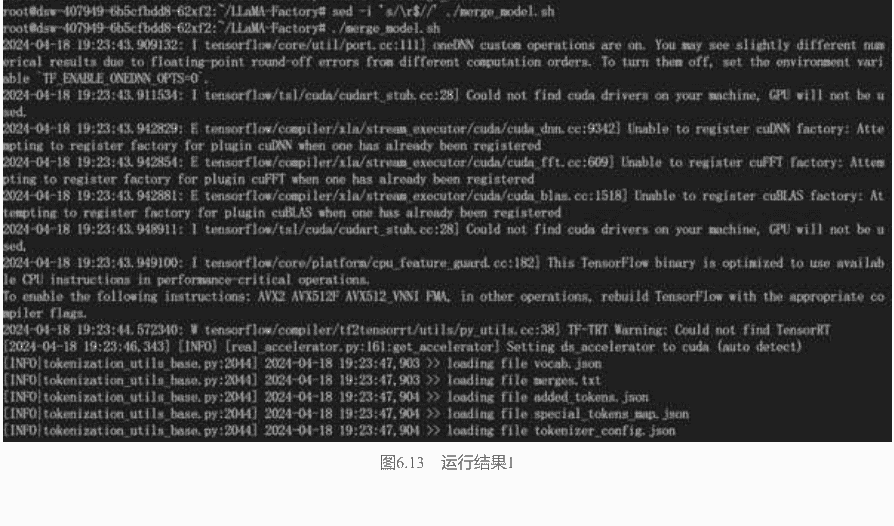 root@dsw-407949-6b5cfbdd8-62xf2:~/LLaMA-Factory# sed -i 's/\r$//' ./merge_model.sh
root@dsw-407949-6b5cfbdd8-62xf2:~/LLaMA-Factory# ./merge_model.sh
2024-04-18 19:23:43.909132: I tensorflow/core/util/port.cc:111] oneDNN custom operations are on. You may see slightly different num
erical results due to floating-point round-off errors from different computation orders. To turn them off, set the environment vari
able `TF_ENABLE_ONEDNN_OPTS=0`.
2024-04-18 19:23:43.911534: I tensorflow/tsl/cuda/cudart_stub.cc:28] Could not find cuda drivers on your machine, GPU will not be u
sed.
2024-04-18 19:23:43.942829: E tensorflow/compiler/xla/stream_executor/cuda/cuda_dnn.cc:9342] Unable to register cuDNN factory: Atte
mpting to register factory for plugin cuDNN when one has already been registered
2024-04-18 19:23:43.942854: E tensorflow/compiler/xla/stream_executor/cuda/cuda_fft.cc:609] Unable to register cuFFT factory: Attem
pting to register factory for plugin cuFFT when one has already been registered
2024-04-18 19:23:43.942881: E tensorflow/compiler/xla/stream_executor/cuda/cuda_blas.cc:1518] Unable to register cuBLAS factory: At
tempting to register factory for plugin cuBLAS when one has already been registered
2024-04-18 19:23:43.948911: I tensorflow/tsl/cuda/cudart_stub.cc:28] Could not find cuda drivers on your machine, GPU will not be u
sed.
2024-04-18 19:23:43.949100: I tensorflow/core/platform/cpu_feature_guard.cc:182] This TensorFlow binary is optimized to use availab
le CPU instructions in performance-critical operations.
To enable the following instructions: AVX2 AVX512F AVX512_VNNI FMA, in other operations, rebuild TensorFlow with the appropriate co
mpiler flags.
2024-04-18 19:23:44.572340: W tensorflow/compiler/tf2tensorrt/utils/py_utils.cc:38] TF-TRT Warning: Could not find TensorRT
[2024-04-18 19:23:46,343] [INFO] [real_accelerator.py:161:get_accelerator] Setting ds_accelerator to cuda (auto detect)
[INFO|tokenization_utils_base.py:2044] 2024-04-18 19:23:47,903 >> loading file vocab.json
[INFO|tokenization_utils_base.py:2044] 2024-04-18 19:23:47,903 >> loading file merges.txt
[INFO|tokenization_utils_base.py:2044] 2024-04-18 19:23:47,904 >> loading file added_tokens.json
[INFO|tokenization_utils_base.py:2044] 2024-04-18 19:23:47,904 >> loading file special_tokens_map.json
[INFO|tokenization_utils_base.py:2044] 2024-04-18 19:23:47,904 >> loading file tokenizer_config.json
图6.13 运行结果1